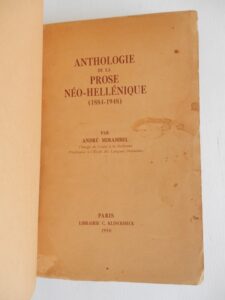 ANTHOLOGIE
DE LA
PROSE
NÉO-HELLÉNIQUE
(1884-1948)
PAR
ANDRÉ MIRAMBEL
Chargé de Cours à la Sorbonne
Professeur à l'École des Langues Orientales
PARIS
LIBRAIRIE C. KLINCKSIECK